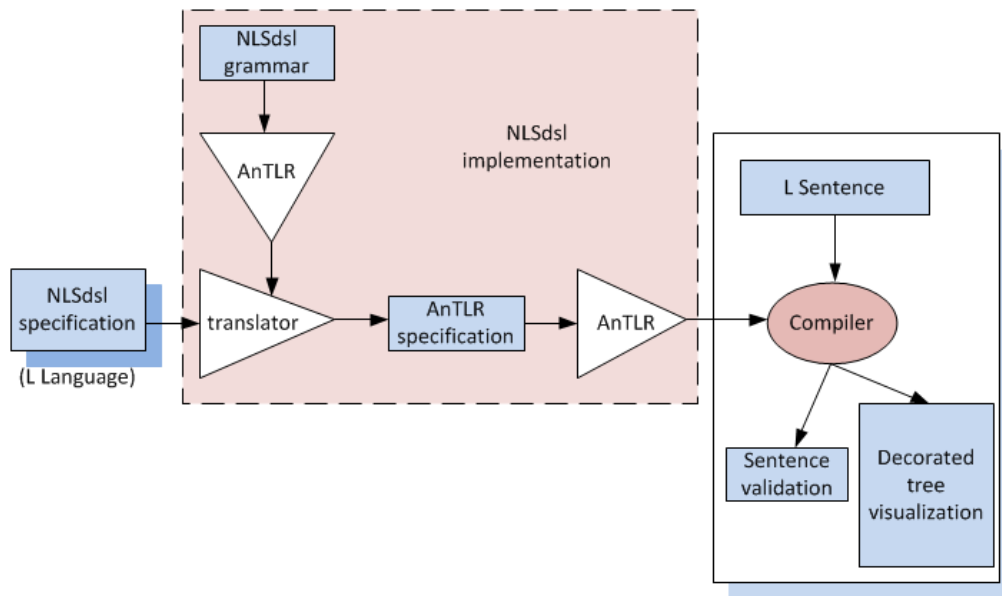 NLSdsl
grammar
AnTLR
NLSdsl
implementation
L Sentence
NLSdsl
specification
(L Language)
translator
AnTLR
specification
AnTLR
Compiler
Sentence
validation
Decorated
tree
visualization